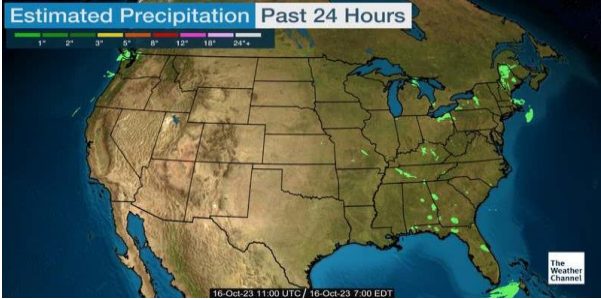 Estimated Precipitation Past 24 Hours
1" 2" 3" 5" 8" 12" 18" 24"+
The
Weather
Channel
16-Oct-23 11:00 UTC / 16-Oct-23 7:00 EDT